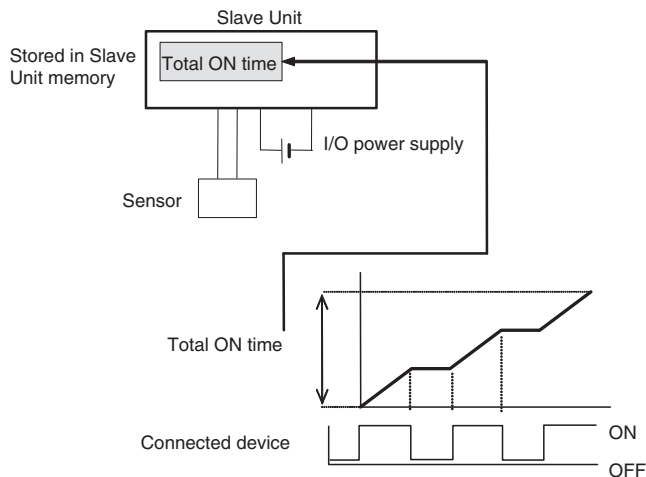 Slave Unit
Stored in Slave
Unit memory
Total ON time
I/O power supply
Sensor
Total ON time
Connected device
ON
OFF